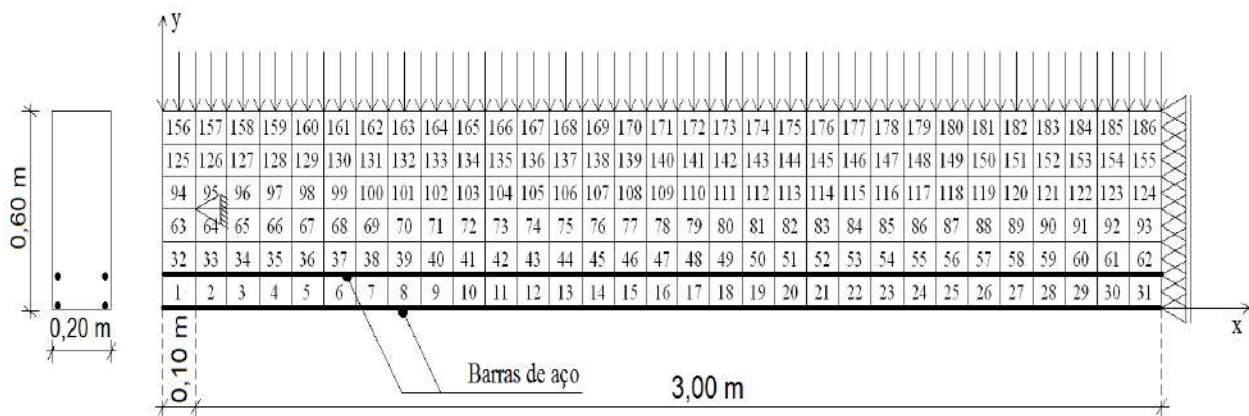 y
156 157 158 159 160 161 162 163 164 165 166 167 168 169 170 171 172 173 174 175 176 177 178 179 180 181 182 183 184 185 186
125 126 127 128 129 130 131 132 133 134 135 136 137 138 139 140 141 142 143 144 145 146 147 148 149 150 151 152 153 154 155
94 95 96 97 98 99 100 101 102 103 104 105 106 107 108 109 110 111 112 113 114 115 116 117 118 119 120 121 122 123 124
63 64 65 66 67 68 69 70 71 72 73 74 75 76 77 78 79 80 81 82 83 84 85 86 87 88 89 90 91 92 93
32 33 34 35 36 37 38 39 40 41 42 43 44 45 46 47 48 49 50 51 52 53 54 55 56 57 58 59 60 61 62
1 2 3 4 5 6 7 8 9 10 11 12 13 14 15 16 17 18 19 20 21 22 23 24 25 26 27 28 29 30 31
0,60 m
0,20 m
x
0,10 m
Barras de aço
3,00 m